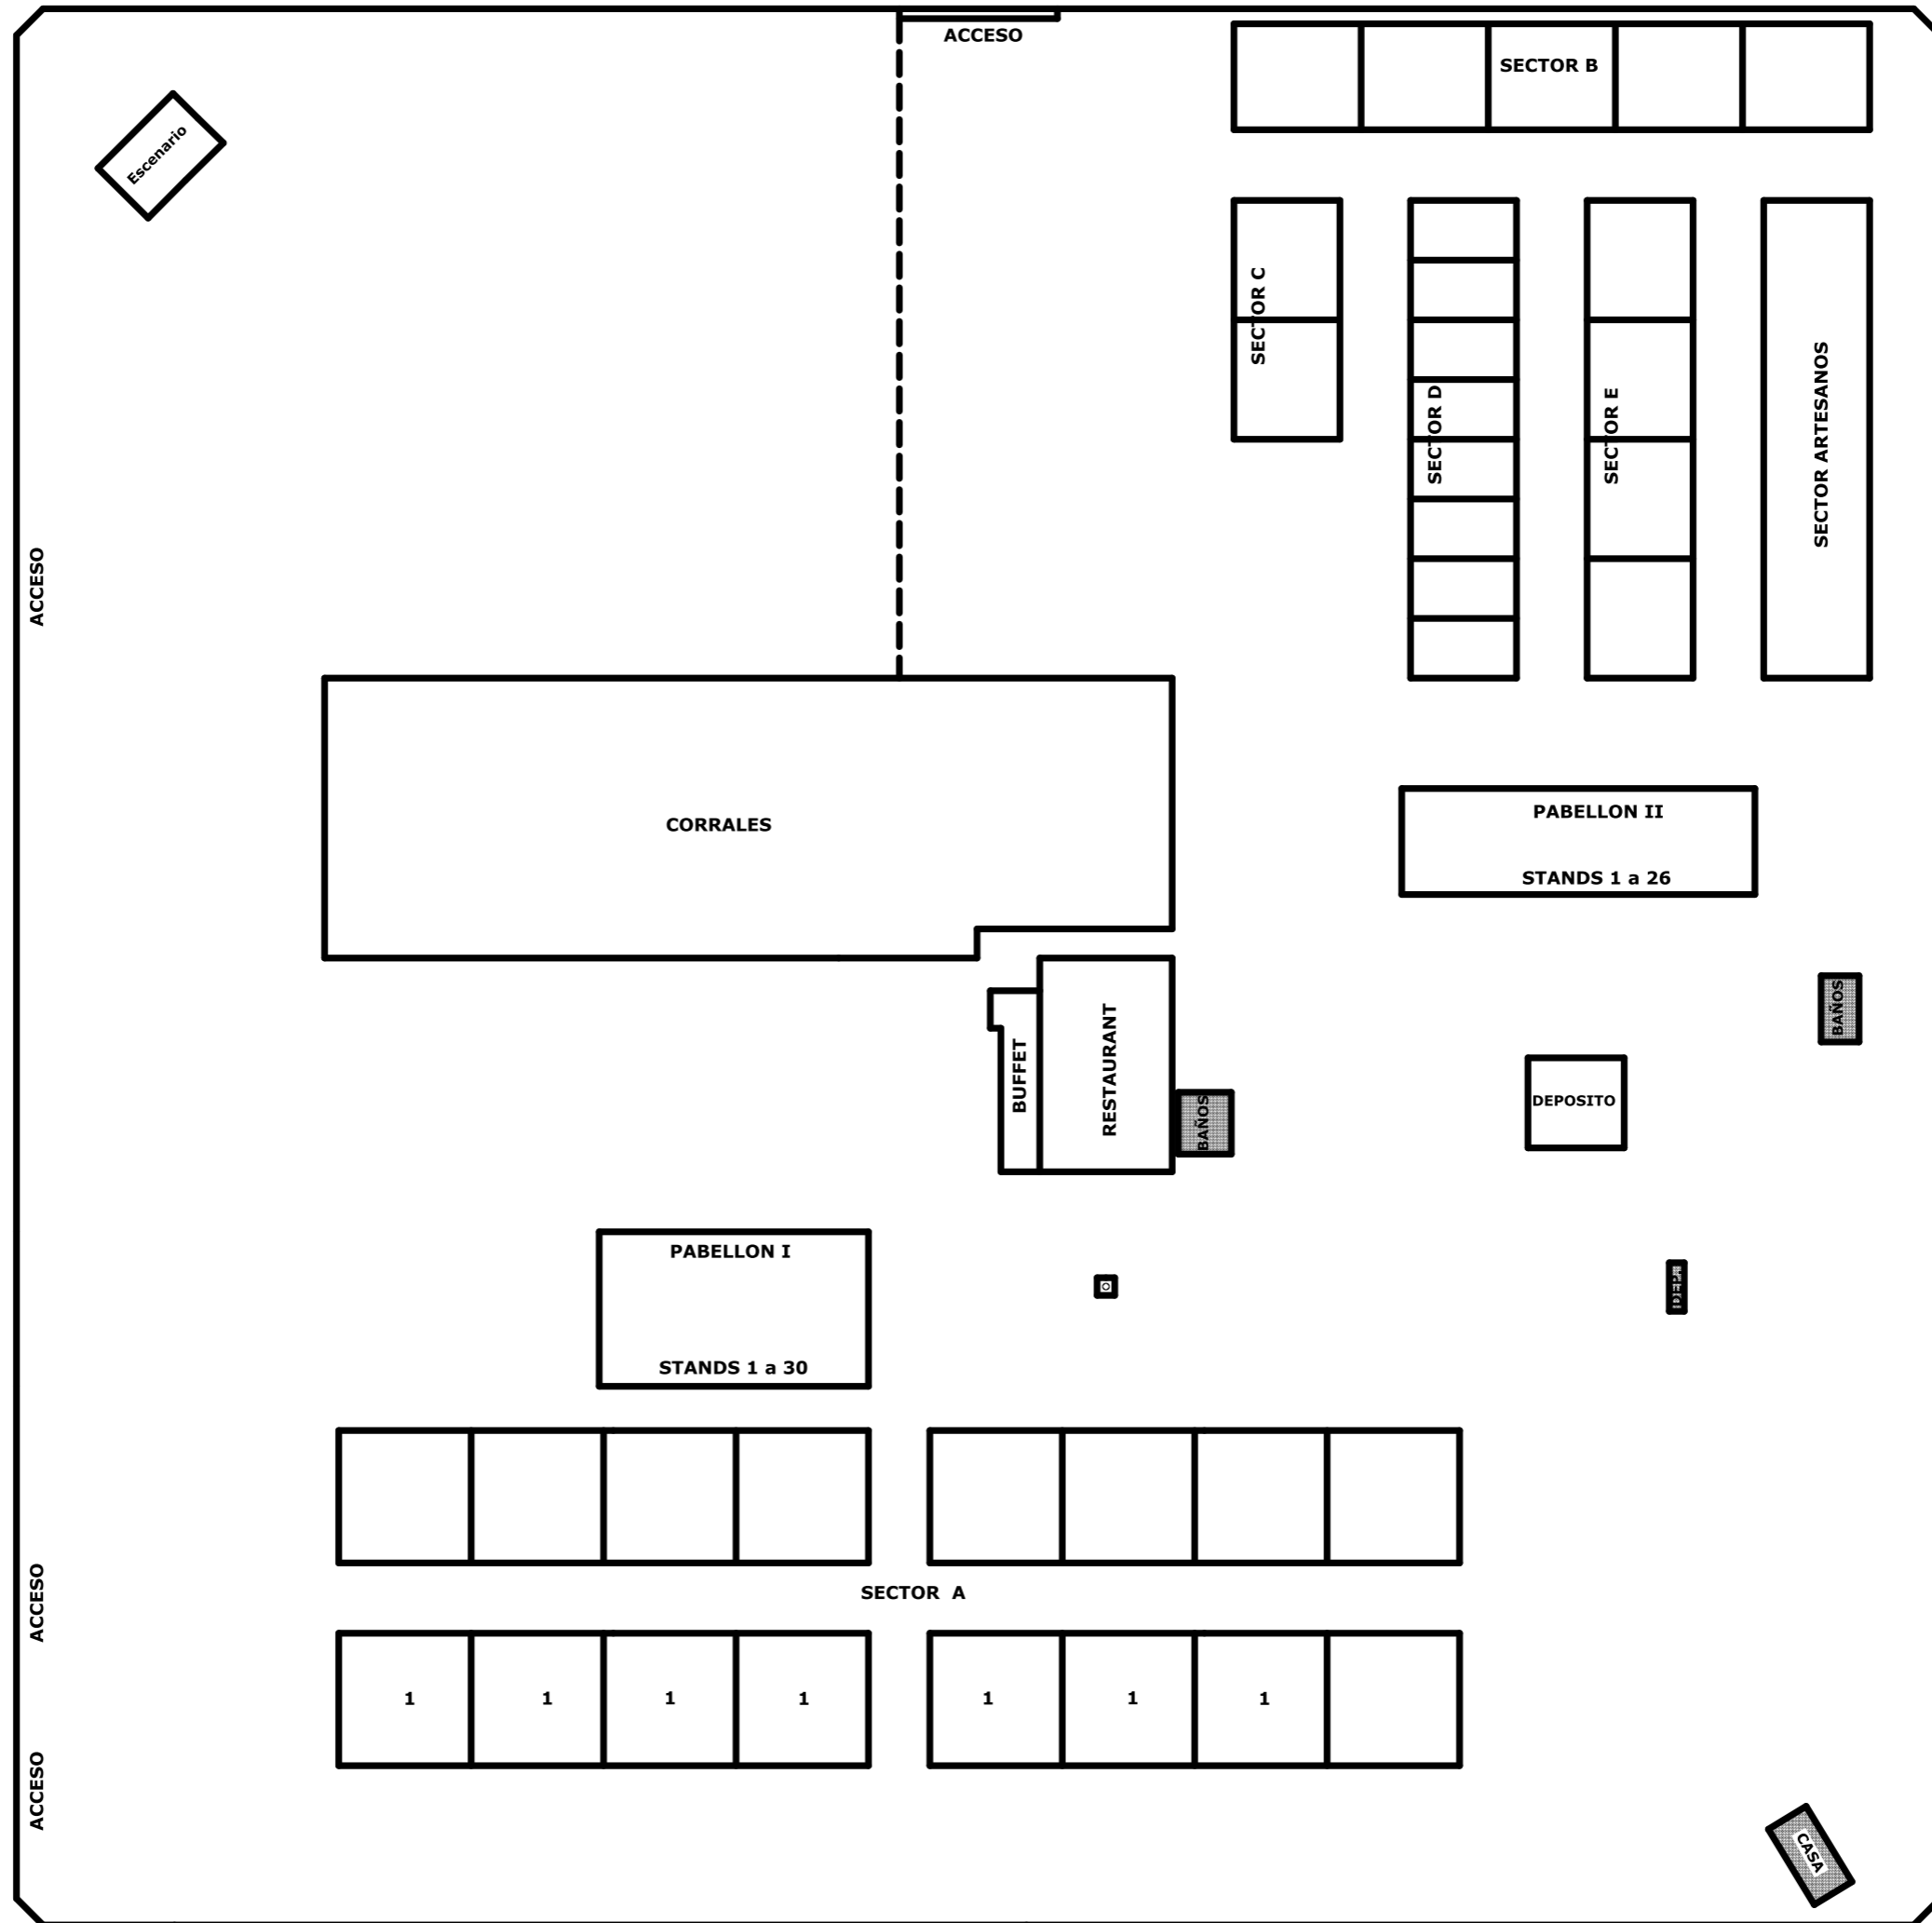 ACCESO
SECTOR B
Escenario
SECTOR C
SECTOR D
SECTOR E
SECTOR ARTESANOS
ACCESO
CORRALES
PABELLON II
STANDS 1 a 26
BAÑOS
BUFFET
RESTAURANT
BAÑOS
DEPOSITO
PABELLON I
STANDS 1 a 30
ACCESO
SECTOR A
1
1
1
1
1
1
1
ACCESO
CASA